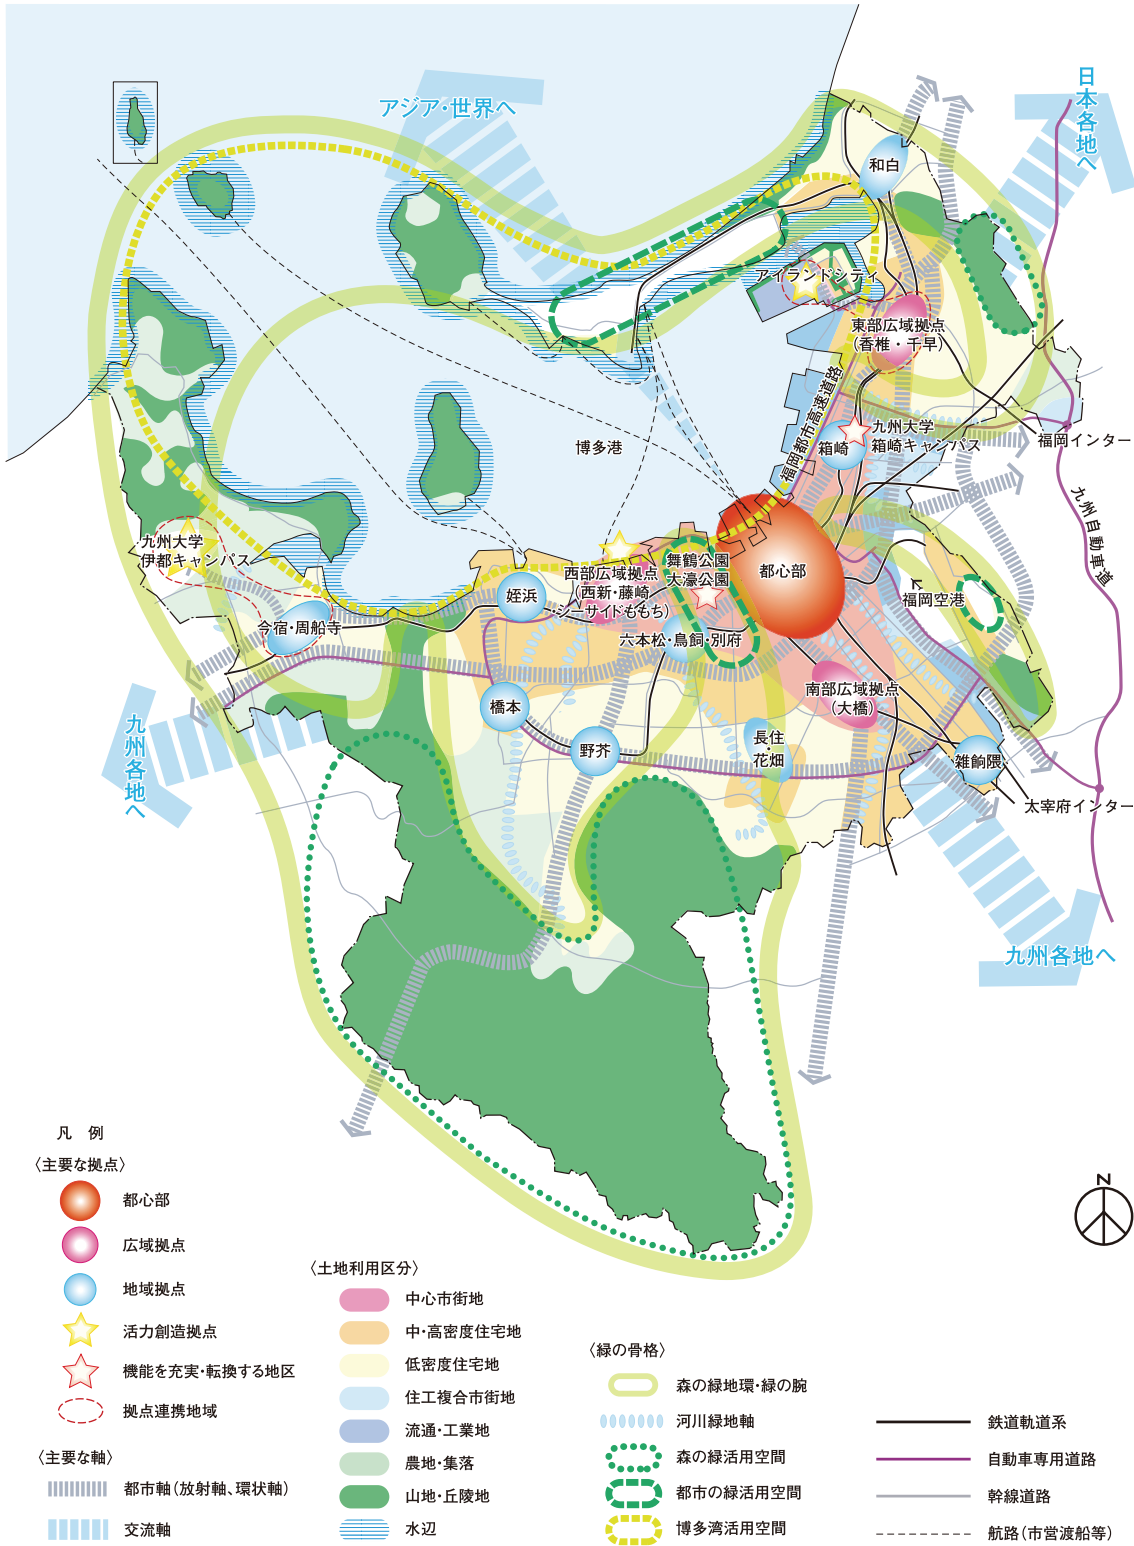 アジア・世界へ
日本各地へ
和白
アイランドシティ
東部広域拠点
(香椎・千早)
福岡都市高速道路
九州大学
箱崎キャンパス
箱崎
福岡インター
博多港
九州自動車道
九州大学
伊都キャンパス
舞鶴公園
大濠公園
都心部
西部広域拠点
(西新・藤崎
・シーサイドももち)
姪浜
福岡空港
今宿・周船寺
六本松・鳥飼・別府
南部広域拠点
(大橋)
橋本
九州各地へ
長住
・
花畑
野芥
雑餉隈
太宰府インター
九州各地へ
凡 例
〈主要な拠点〉
都心部
広域拠点
地域拠点
活力創造拠点
機能を充実・転換する地区
拠点連携地域
〈主要な軸〉
都市軸(放射軸、環状軸)
交流軸
〈土地利用区分〉
中心市街地
中・高密度住宅地
低密度住宅地
住工複合市街地
流通・工業地
農地・集落
山地・丘陵地
水辺
〈緑の骨格〉
森の緑地環・緑の腕
河川緑地軸
森の緑活用空間
都市の緑活用空間
博多湾活用空間
鉄道軌道系
自動車専用道路
幹線道路
航路(市営渡船等)
N